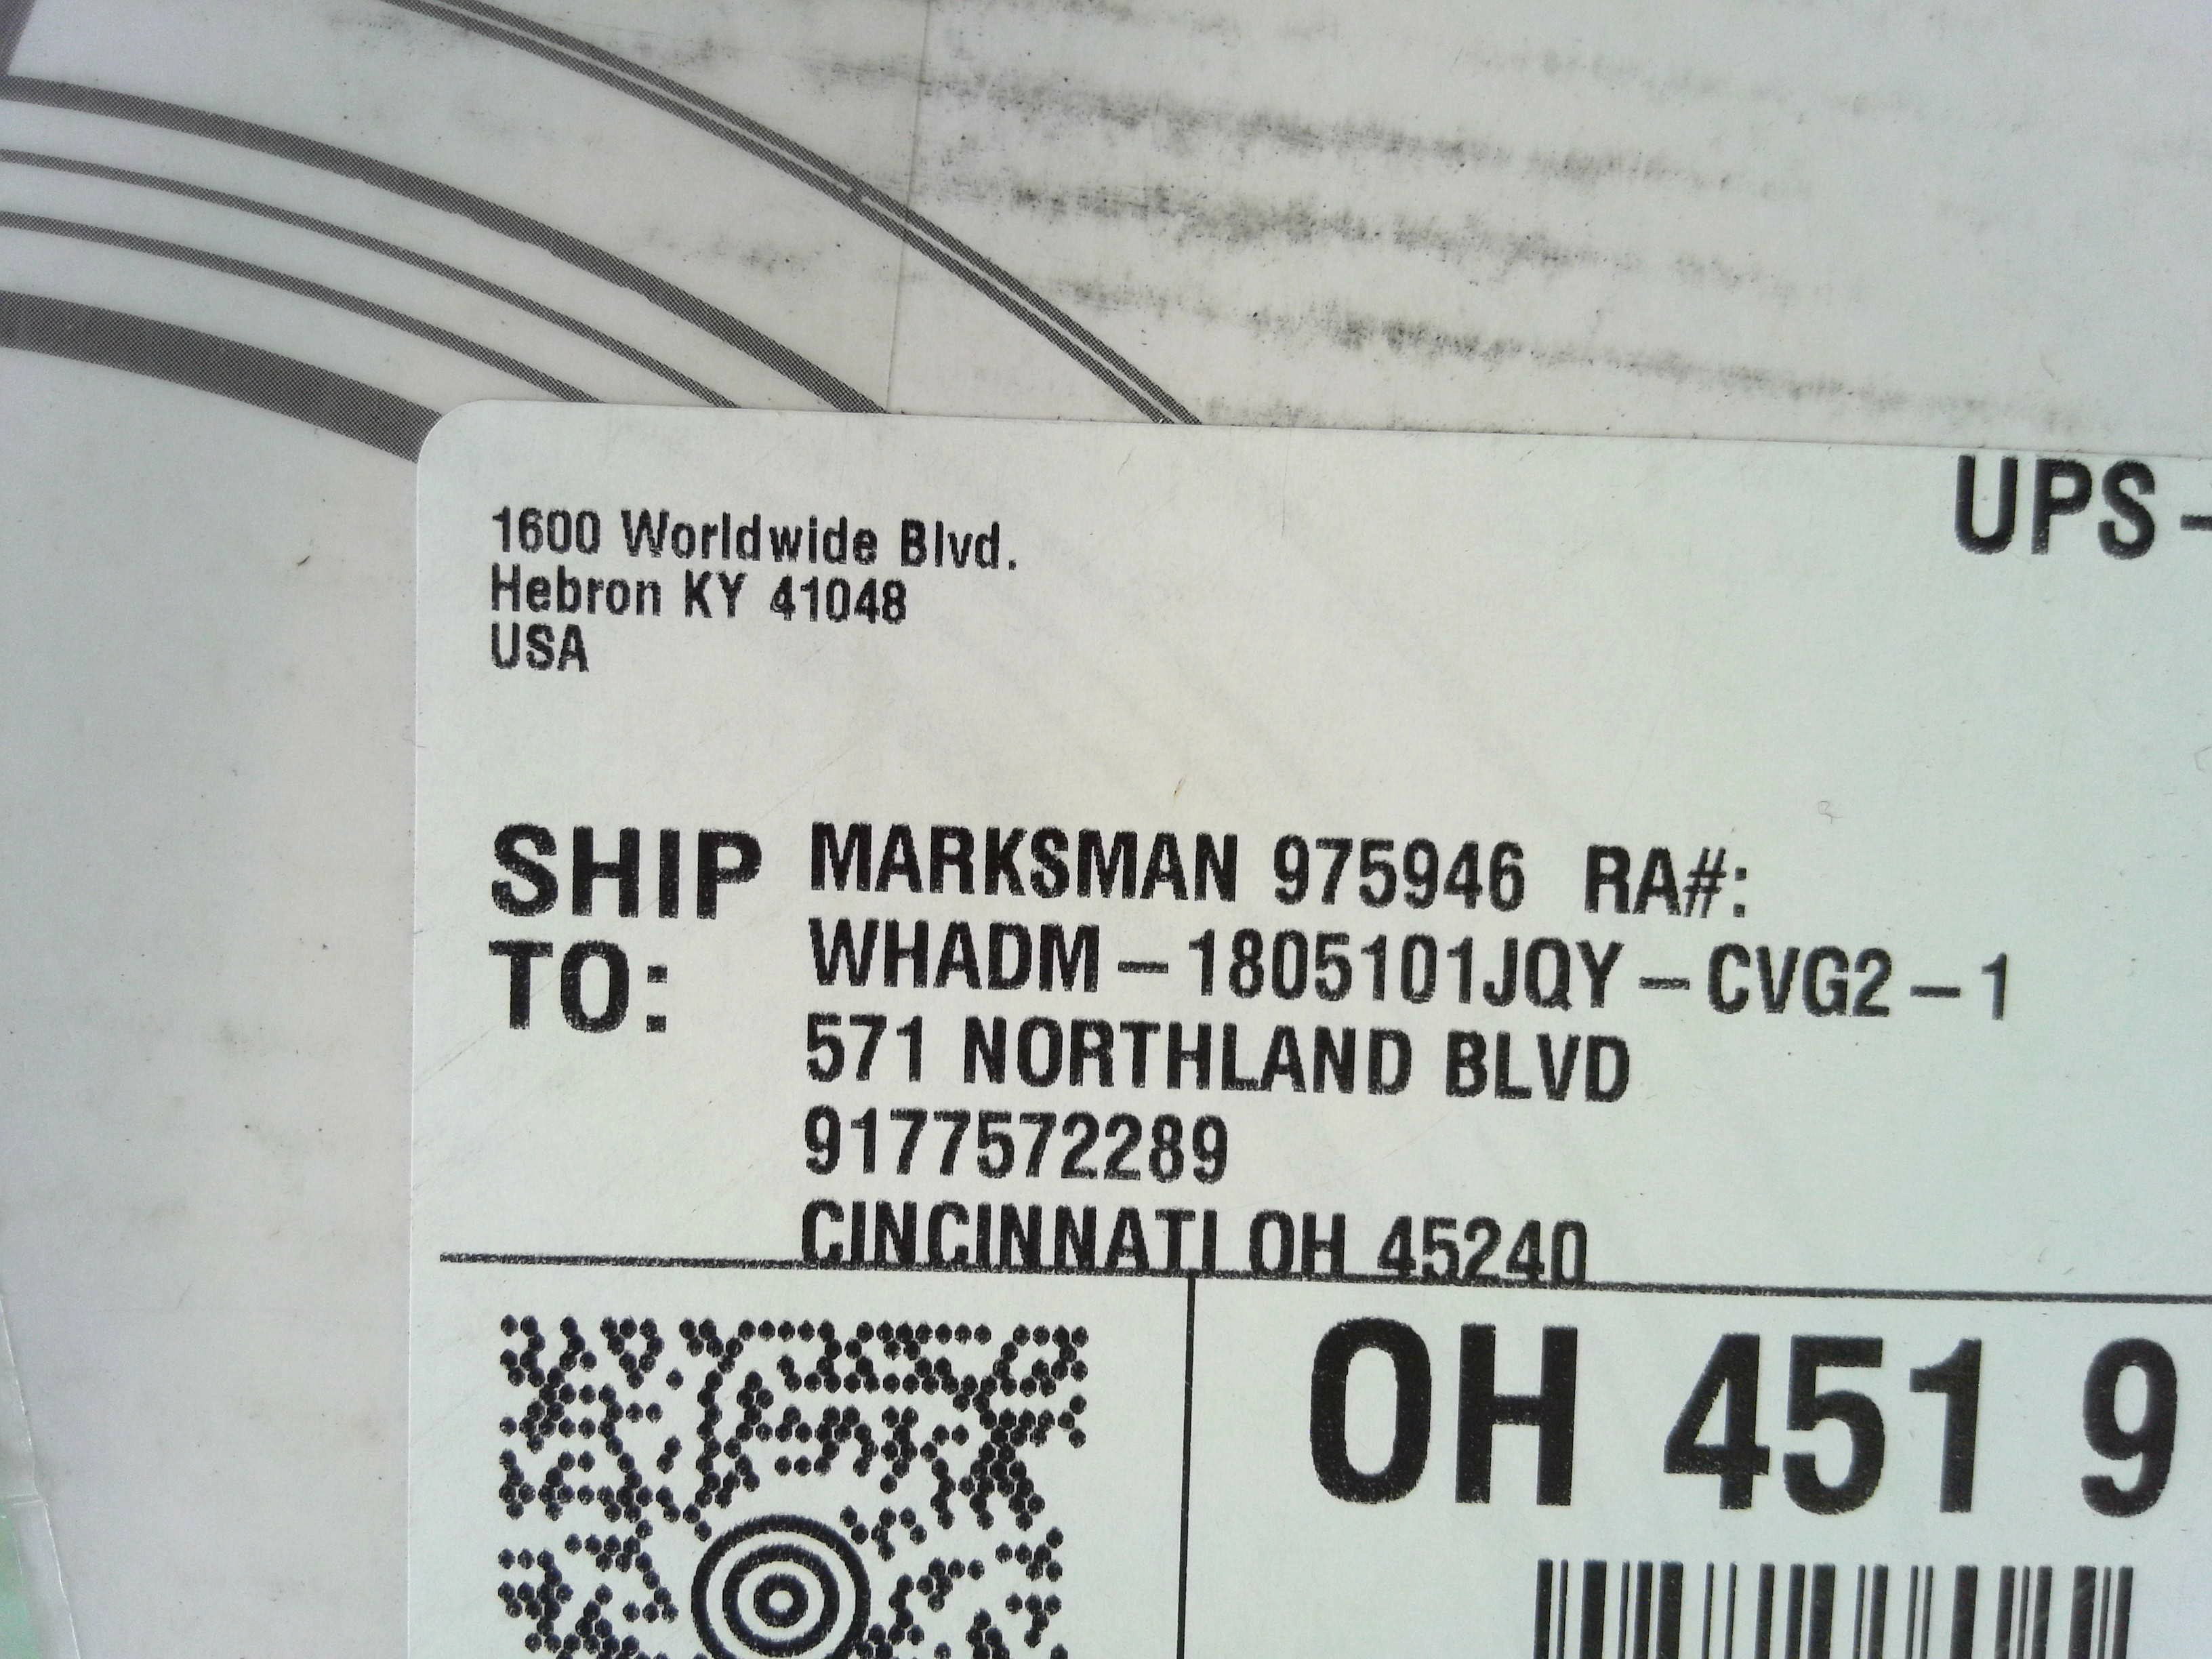 UPS -
1600 Worldwide Blvd.
Hebron KY 41048
USA
SHIP TO:
MARKSMAN 975946 RA#:
WHADM-1805101JQY-CVG2-1
571 NORTHLAND BLVD
9177572289
CINCINNATI OH 45240
OH 451 9